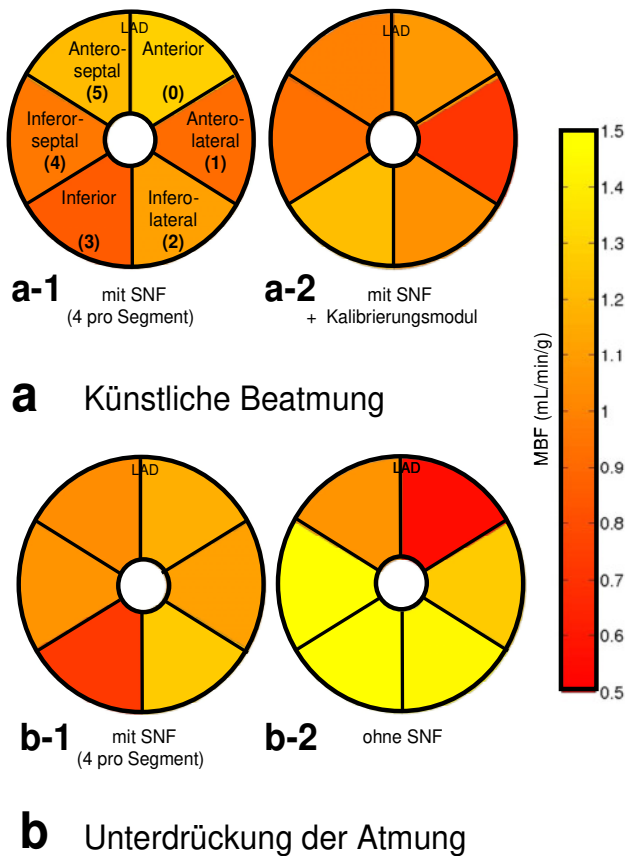 LAD
Antero-
septal
(5)
Anterior
(0)
Inferor-
septal
(4)
Antero-
lateral
(1)
Inferior
(3)
Infero-
lateral
(2)
a-1 mit SNF
(4 pro Segment)
LAD
a-2 mit SNF
+ Kalibrierungsmodul
a Künstliche Beatmung
LAD
b-1 mit SNF
(4 pro Segment)
LAD
b-2 ohne SNF
b Unterdrückung der Atmung
MBF (mL/min/g)
1.5
1.4
1.3
1.2
1.1
1
0.9
0.8
0.7
0.6
0.5